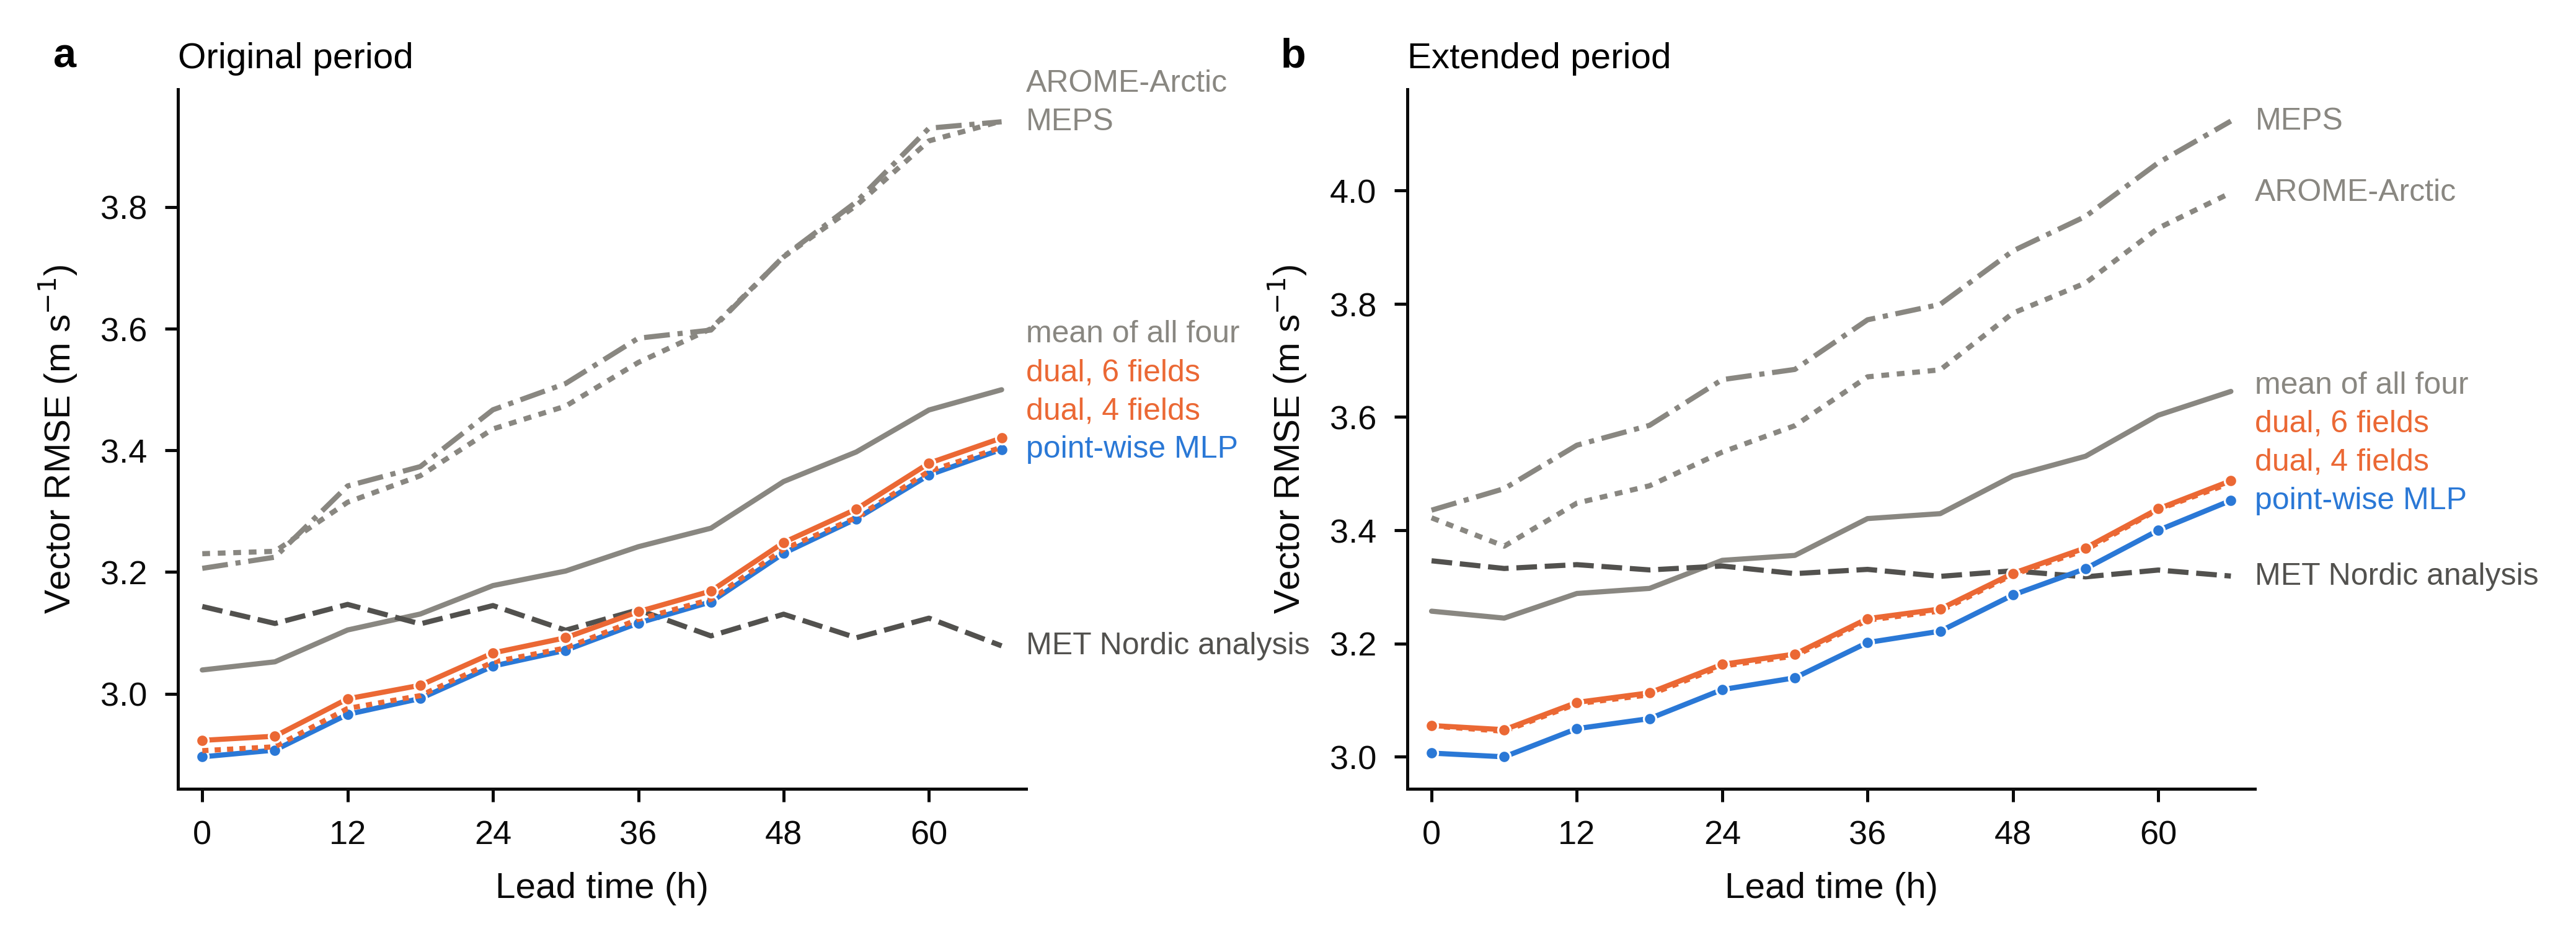 a
Original period
AROME-Arctic
MEPS
3.8
3.6
3.4
3.2
3.0
Vector RMSE (m s⁻¹)
mean of all four
dual, 6 fields
dual, 4 fields
point-wise MLP
MET Nordic analysis
0 12 24 36 48 60
Lead time (h)
b
Extended period
MEPS
AROME-Arctic
4.0
3.8
3.6
3.4
3.2
3.0
Vector RMSE (m s⁻¹)
mean of all four
dual, 6 fields
dual, 4 fields
point-wise MLP
MET Nordic analysis
0 12 24 36 48 60
Lead time (h)